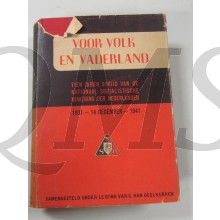 VOOR VOLK
EN VADERLAND
TIEN JAREN STRIJD VAN DE
NATIONAAL SOCIALISTISCHE
BEWEGING DER NEDERLANDEN
1931 – 14 DECEMBER – 1941
QMS
SAMENGESTELD ONDER LEIDING VAN C. VAN GEELKERKEN